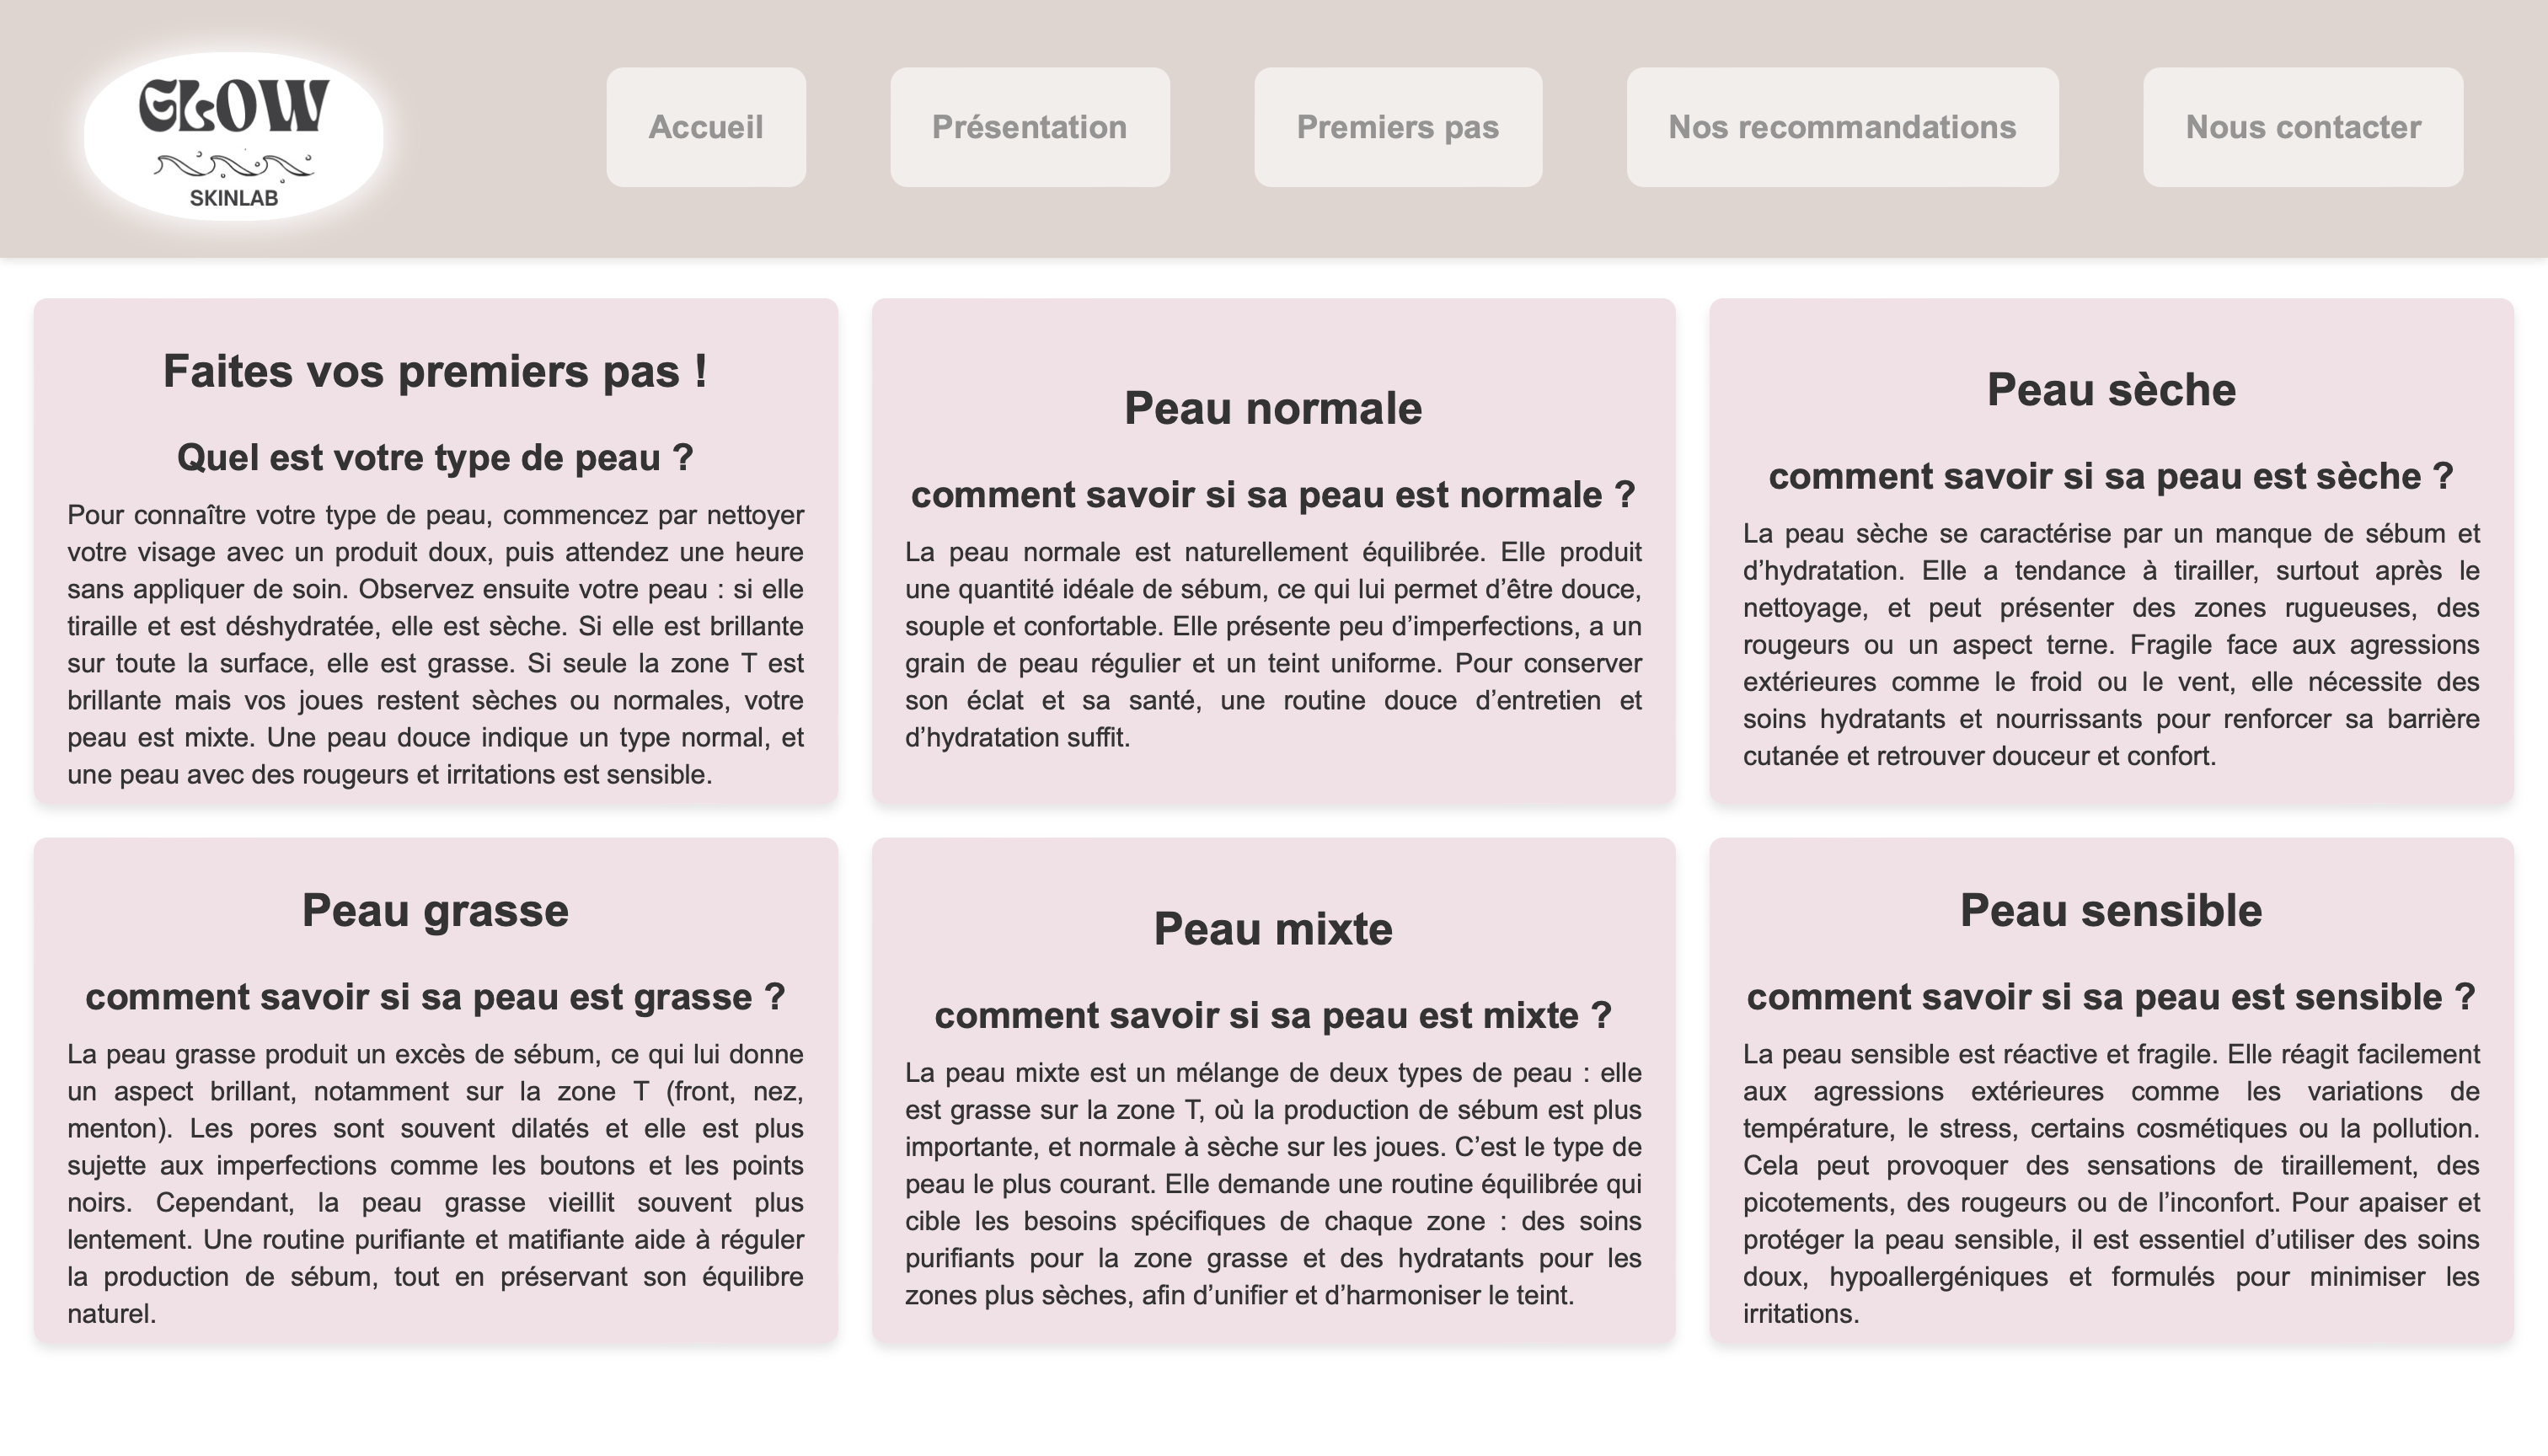 GLOW
SKINLAB
Accueil
Présentation
Premiers pas
Nos recommandations
Nous contacter
Faites vos premiers pas !
Quel est votre type de peau ?
Pour connaître votre type de peau, commencez par nettoyer
votre visage avec un produit doux, puis attendez une heure
sans appliquer de soin. Observez ensuite votre peau : si elle
tiraille et est déshydratée, elle est sèche. Si elle est brillante
sur toute la surface, elle est grasse. Si seule la zone T est
brillante mais vos joues restent sèches ou normales, votre
peau est mixte. Une peau douce indique un type normal, et
une peau avec des rougeurs et irritations est sensible.
Peau normale
comment savoir si sa peau est normale ?
La peau normale est naturellement équilibrée. Elle produit
une quantité idéale de sébum, ce qui lui permet d’être douce,
souple et confortable. Elle présente peu d’imperfections, a un
grain de peau régulier et un teint uniforme. Pour conserver
son éclat et sa santé, une routine douce d’entretien et
d’hydratation suffit.
Peau sèche
comment savoir si sa peau est sèche ?
La peau sèche se caractérise par un manque de sébum et
d’hydratation. Elle a tendance à tirailler, surtout après le
nettoyage, et peut présenter des zones rugueuses, des
rougeurs ou un aspect terne. Fragile face aux agressions
extérieures comme le froid ou le vent, elle nécessite des
soins hydratants et nourrissants pour renforcer sa barrière
cutanée et retrouver douceur et confort.
Peau grasse
comment savoir si sa peau est grasse ?
La peau grasse produit un excès de sébum, ce qui lui donne
un aspect brillant, notamment sur la zone T (front, nez,
menton). Les pores sont souvent dilatés et elle est plus
sujette aux imperfections comme les boutons et les points
noirs. Cependant, la peau grasse vieillit souvent plus
lentement. Une routine purifiante et matifiante aide à réguler
la production de sébum, tout en préservant son équilibre
naturel.
Peau mixte
comment savoir si sa peau est mixte ?
La peau mixte est un mélange de deux types de peau : elle
est grasse sur la zone T, où la production de sébum est plus
importante, et normale à sèche sur les joues. C’est le type de
peau le plus courant. Elle demande une routine équilibrée qui
cible les besoins spécifiques de chaque zone : des soins
purifiants pour la zone grasse et des hydratants pour les
zones plus sèches, afin d’unifier et d’harmoniser le teint.
Peau sensible
comment savoir si sa peau est sensible ?
La peau sensible est réactive et fragile. Elle réagit facilement
aux agressions extérieures comme les variations de
température, le stress, certains cosmétiques ou la pollution.
Cela peut provoquer des sensations de tiraillement, des
picotements, des rougeurs ou de l’inconfort. Pour apaiser et
protéger la peau sensible, il est essentiel d’utiliser des soins
doux, hypoallergéniques et formulés pour minimiser les
irritations.